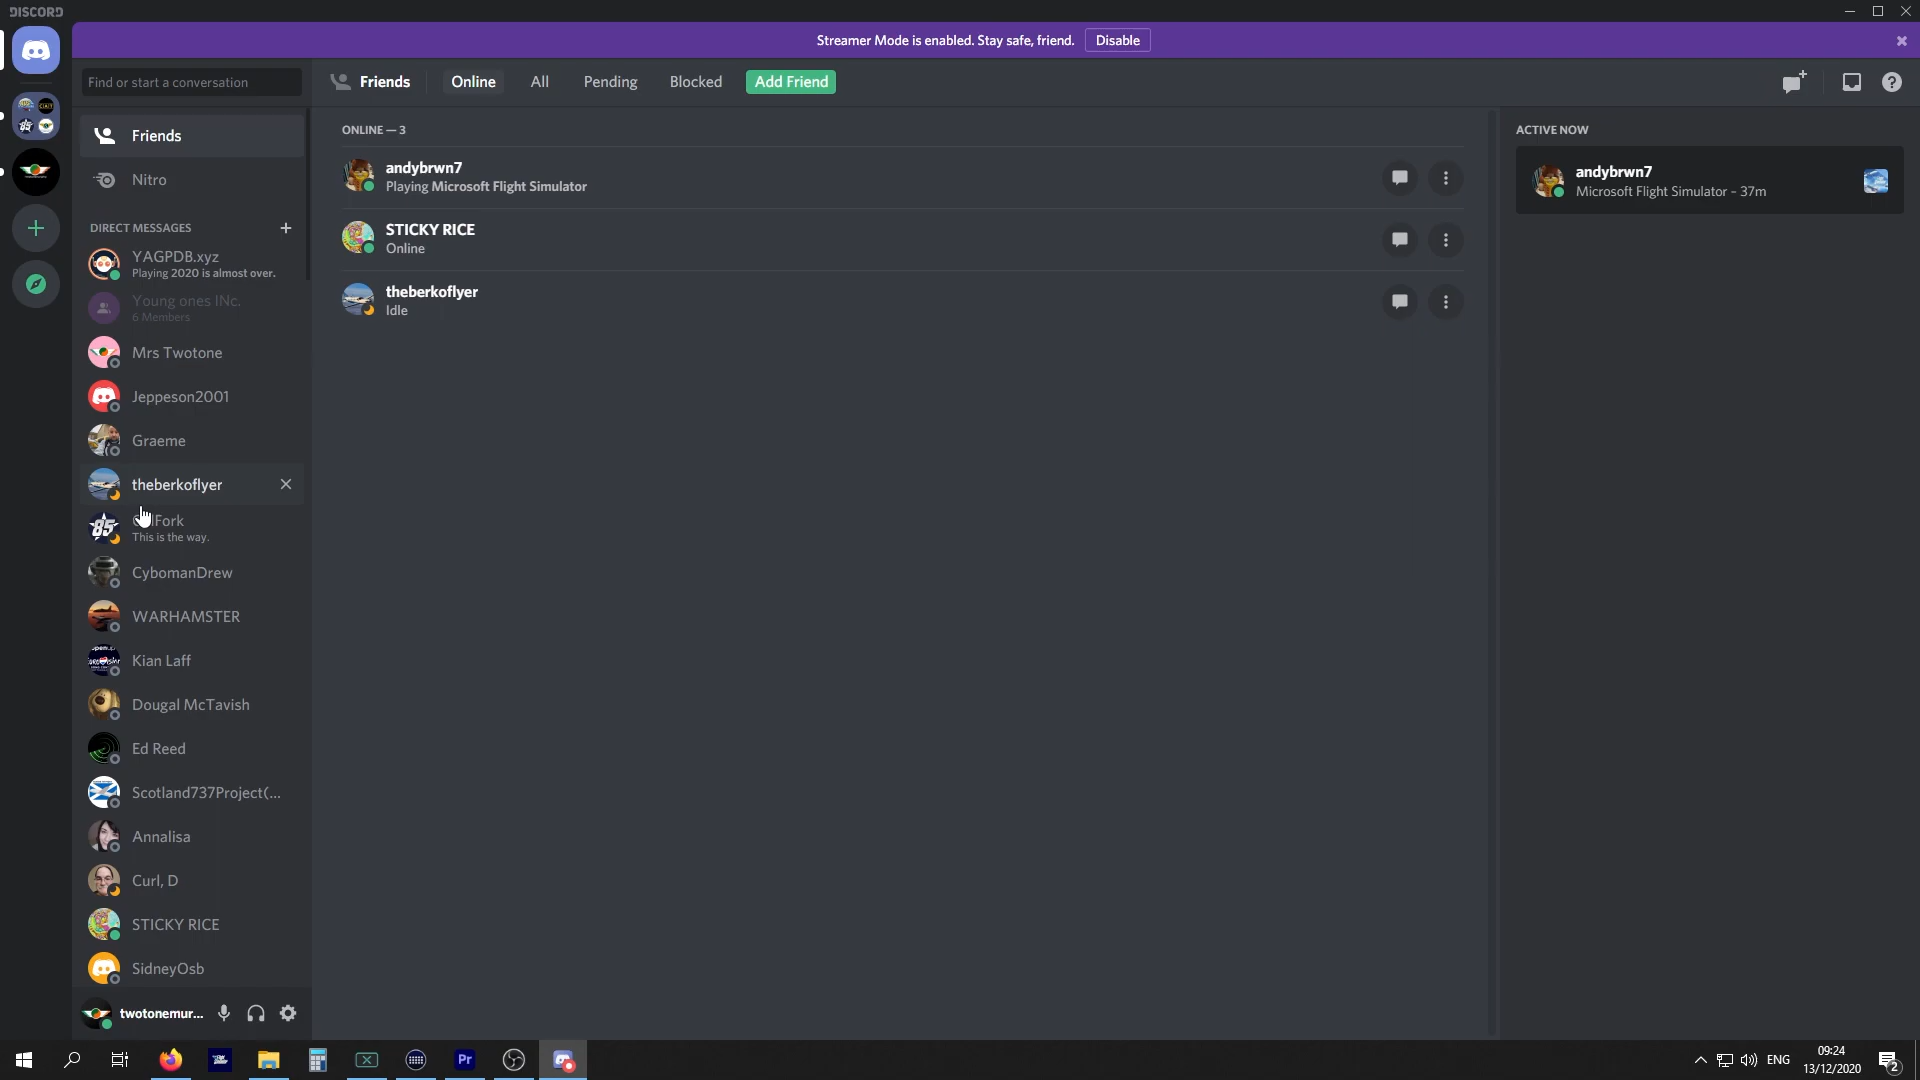 DISCORD
Streamer Mode is enabled. Stay safe, friend. Disable
Find or start a conversation
Friends Online All Pending Blocked Add Friend
Friends
Nitro
DIRECT MESSAGES
YAGPDB.xyz
Playing 2020 is almost over.
Young ones INc.
6 Members
Mrs Twotone
Jeppeson2001
Graeme
theberkoflyer
85
This is the way.
CybomanDrew
WARHAMSTER
Kian Laff
Dougal McTavish
Ed Reed
Scotland737Project(...
Annalisa
Curl, D
STICKY RICE
SidneyOsb
twotonemur...
ONLINE — 3
andybrwn7
Playing Microsoft Flight Simulator
STICKY RICE
Online
theberkoflyer
Idle
ACTIVE NOW
andybrwn7
Microsoft Flight Simulator - 37m
Pr
ENG
09:24
13/12/2020
2